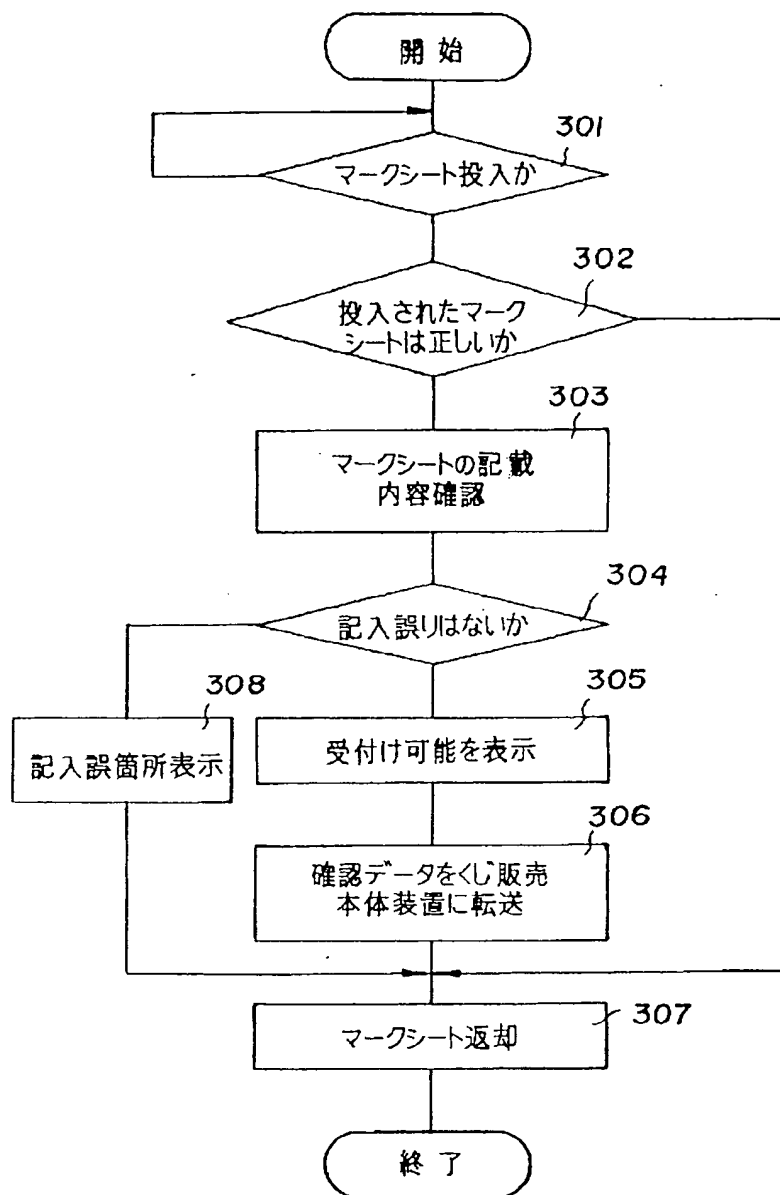 開始
301
マークシート投入か
302
投入されたマーク
シートは正しいか
303
マークシートの記載
内容確認
304
記入誤りはないか
308
記入誤箇所表示
305
受付け可能を表示
306
確認データをくじ販売
本体装置に転送
307
マークシート返却
終了